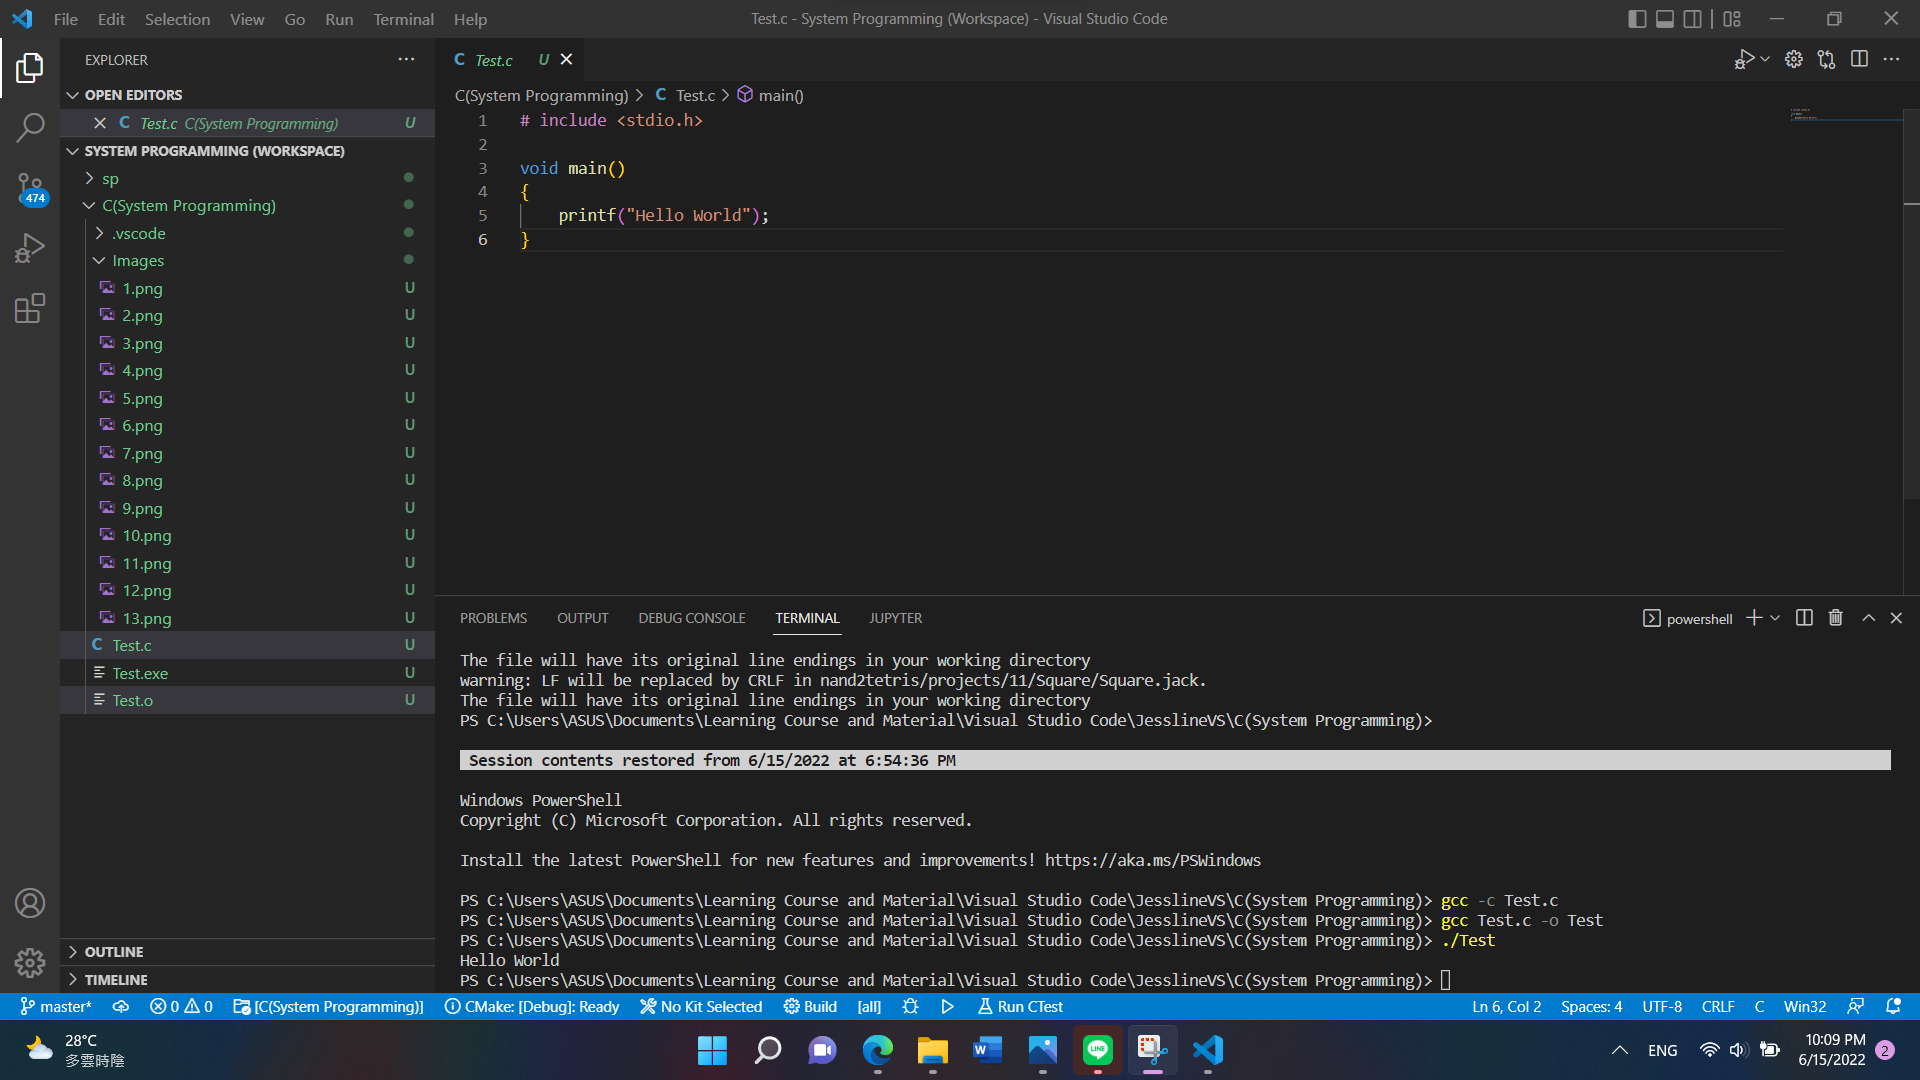 File Edit Selection View Go Run Terminal Help
Test.c - System Programming (Workspace) - Visual Studio Code
EXPLORER
OPEN EDITORS
Test.c C(System Programming) U
SYSTEM PROGRAMMING (WORKSPACE)
sp
C(System Programming)
.vscode
Images
1.png U
2.png U
3.png U
4.png U
5.png U
6.png U
7.png U
8.png U
9.png U
10.png U
11.png U
12.png U
13.png U
C Test.c U
Test.exe U
Test.o U
OUTLINE
TIMELINE
474
C Test.c U
C(System Programming) > C Test.c > main()
1 # include <stdio.h>
2
3 void main()
4 {
5 printf("Hello World");
6 }
PROBLEMS OUTPUT DEBUG CONSOLE TERMINAL JUPYTER
powershell
The file will have its original line endings in your working directory
warning: LF will be replaced by CRLF in nand2tetris/projects/11/Square/Square.jack.
The file will have its original line endings in your working directory
PS C:\Users\ASUS\Documents\Learning Course and Material\Visual Studio Code\JesslineVS\C(System Programming)>
Session contents restored from 6/15/2022 at 6:54:36 PM
Windows PowerShell
Copyright (C) Microsoft Corporation. All rights reserved.
Install the latest PowerShell for new features and improvements! https://aka.ms/PSWindows
PS C:\Users\ASUS\Documents\Learning Course and Material\Visual Studio Code\JesslineVS\C(System Programming)> gcc -c Test.c
PS C:\Users\ASUS\Documents\Learning Course and Material\Visual Studio Code\JesslineVS\C(System Programming)> gcc Test.c -o Test
PS C:\Users\ASUS\Documents\Learning Course and Material\Visual Studio Code\JesslineVS\C(System Programming)> ./Test
Hello World
PS C:\Users\ASUS\Documents\Learning Course and Material\Visual Studio Code\JesslineVS\C(System Programming)>
master* 0 0 [C(System Programming)] CMake: [Debug]: Ready No Kit Selected Build [all] Run CTest
Ln 6, Col 2 Spaces: 4 UTF-8 CRLF C Win32
28°C
多雲時陰
W
LINE
ENG
10:09 PM
6/15/2022
2